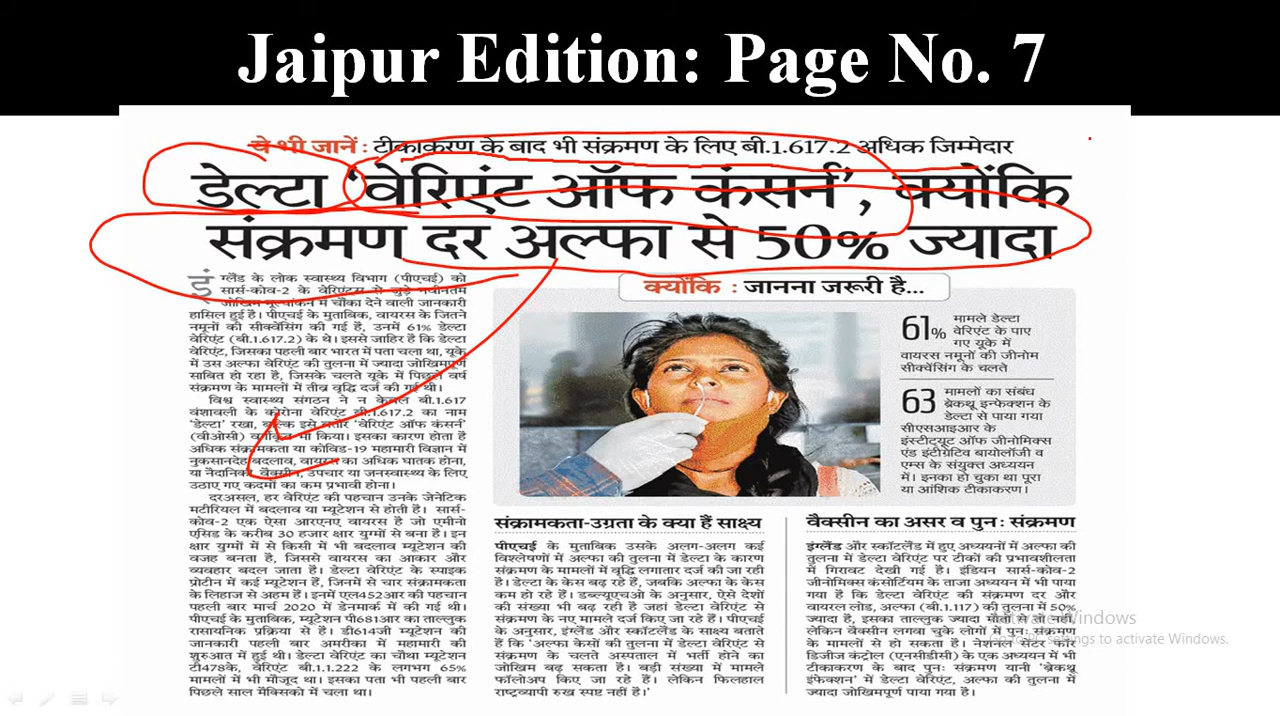 Jaipur Edition: Page No. 7
ये भी जानें : टीकाकरण के बाद भी संक्रमण के लिए बी.1.617.2 अधिक जिम्मेदार
डेल्टा ‘वेरिएंट ऑफ कंसर्न’, क्योंकि
संक्रमण दर अल्फा से 50% ज्यादा
इंग्लैंड के लोक स्वास्थ्य विभाग (पीएचई) को
सार्स-कोव-2 के वेरिएंट्स से जुड़े नवीनतम
जोखिम मूल्यांकन में चौंका देने वाली जानकारी
हासिल हुई है। पीएचई के मुताबिक, वायरस के जितने
नमूनों की सीक्वेंसिंग की गई है, उनमें 61% डेल्टा
वेरिएंट (बी.1.617.2) के थे। इससे जाहिर है कि डेल्टा
वेरिएंट, जिसका पहली बार भारत में पता चला था, यूके
में उस अल्फा वेरिएंट की तुलना में ज्यादा जोखिमपूर्ण
साबित हो रहा है, जिसके चलते यूके में पिछले वर्ष
संक्रमण के मामलों में तीव्र वृद्धि दर्ज की गई थी।
विश्व स्वास्थ्य संगठन ने न केवल बी.1.617
वंशावली के कोरोना वेरिएंट बी.1.617.2 का नाम
‘डेल्टा’ रखा, बल्कि इसे बतौर ‘वेरिएंट ऑफ कंसर्न’
(वीओसी) वर्गीकृत भी किया। इसका कारण होता है
अधिक संक्रामकता या कोविड-19 महामारी विज्ञान में
नुकसानदेह बदलाव, वायरस का अधिक घातक होना,
या नैदानिक, वैक्सीन, उपचार या जनस्वास्थ्य के लिए
उठाए गए कदमों का कम प्रभावी होना।
दरअसल, हर वेरिएंट की पहचान उनके जेनेटिक
मटीरियल में बदलाव या म्यूटेशन से होती है। सार्स-
कोव-2 एक ऐसा आरएनए वायरस है जो एमीनो
एसिड के करीब 30 हजार क्षार युग्मों से बना है। इन
क्षार युग्मों में से किसी में भी बदलाव म्यूटेशन की
वजह बनता है, जिससे वायरस का आकार और
व्यवहार बदल जाता है। डेल्टा वेरिएंट के स्पाइक
प्रोटीन में कई म्यूटेशन हैं, जिनमें से चार संक्रामकता
के लिहाज से अहम हैं। इनमें एल452आर की पहचान
पहली बार मार्च 2020 में डेनमार्क में की गई थी।
पीएचई के मुताबिक, म्यूटेशन पी681आर का ताल्लुक
रासायनिक प्रक्रिया से है। डी614जी म्यूटेशन की
जानकारी पहली बार अमरीका में महामारी की
शुरुआत में हुई थी। डेल्टा वेरिएंट का चौथा म्यूटेशन
टी478के, वेरिएंट बी.1.1.222 के लगभग 65%
मामलों में भी मौजूद था। इसका पता भी पहली बार
पिछले साल मैक्सिको में चला था।
क्योंकि : जानना जरूरी है...
61% मामले डेल्टा
वेरिएंट के पाए
गए यूके में
वायरस नमूनों की जीनोम
सीक्वेंसिंग के चलते
63 मामलों का संबंध
ब्रेकथ्रू इन्फेक्शन के
डेल्टा से पाया गया
सीएसआइआर के
इंस्टीट्यूट ऑफ जीनोमिक्स
एंड इंटीग्रेटिव बायोलॉजी व
एम्स के संयुक्त अध्ययन
में। इनका हो चुका था पूरा
या आंशिक टीकाकरण।
संक्रामकता-उग्रता के क्या हैं साक्ष्य
पीएचई के मुताबिक उसके अलग-अलग कई
विश्लेषणों में अल्फा की तुलना में डेल्टा के कारण
संक्रमण के मामलों में वृद्धि लगातार दर्ज की जा रही
है। डेल्टा के केस बढ़ रहे हैं, जबकि अल्फा के केस
कम हो रहे हैं। डब्ल्यूएचओ के अनुसार, ऐसे देशों
की संख्या भी बढ़ रही है जहां डेल्टा वेरिएंट से
संक्रमण के नए मामले दर्ज किए जा रहे हैं। पीएचई
के अनुसार, इंग्लैंड और स्कॉटलैंड के साक्ष्य बताते
हैं कि ‘अल्फा केसों की तुलना में डेल्टा वेरिएंट से
संक्रमण के चलते अस्पताल में भर्ती होने का
जोखिम बढ़ सकता है। बड़ी संख्या में मामले
फॉलोअप किए जा रहे हैं। लेकिन फिलहाल
राष्ट्रव्यापी रुख स्पष्ट नहीं है।’
वैक्सीन का असर व पुन: संक्रमण
इंग्लैंड और स्कॉटलैंड में हुए अध्ययनों में अल्फा की
तुलना में डेल्टा वेरिएंट पर टीकों की प्रभावशीलता
में गिरावट देखी गई है। इंडियन सार्स-कोव-2
जीनोमिक्स कंसोर्टियम के ताजा अध्ययन में भी पाया
गया है कि डेल्टा वेरिएंट की संक्रमण दर और
वायरल लोड, अल्फा (बी.1.117) की तुलना में 50%
ज्यादा है, इसका ताल्लुक ज्यादा मौतों से तो नहीं
लेकिन वैक्सीन लगवा चुके लोगों में पुन: संक्रमण
के मामलों से हो सकता है। नेशनल सेंटर फॉर
डिजीज कंट्रोल (एनसीडीसी) के एक अध्ययन में भी
टीकाकरण के बाद पुन: संक्रमण यानी ‘ब्रेकथ्रू
इंफेक्शन’ में डेल्टा वेरिएंट, अल्फा की तुलना में
ज्यादा जोखिमपूर्ण पाया गया है।
Activate Windows
Go to PC settings to activate Windows.